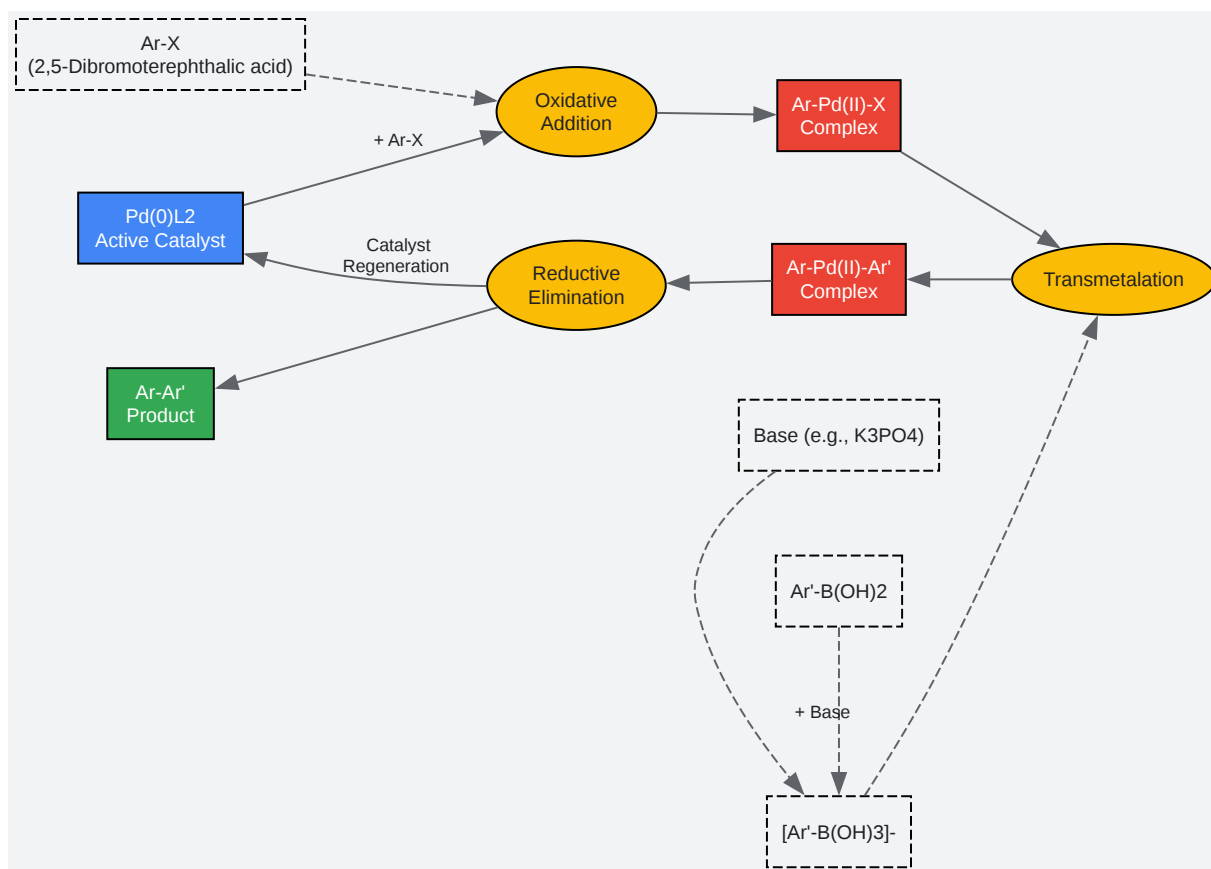 Ar-X
(2,5-Dibromoterephthalic acid)
Oxidative
Addition
Ar-Pd(II)-X
Complex
+ Ar-X
Pd(0)L2
Active Catalyst
Catalyst
Regeneration
Reductive
Elimination
Ar-Pd(II)-Ar'
Complex
Transmetalation
Ar-Ar'
Product
Base (e.g., K3PO4)
Ar'-B(OH)2
+ Base
[Ar'-B(OH)3]-